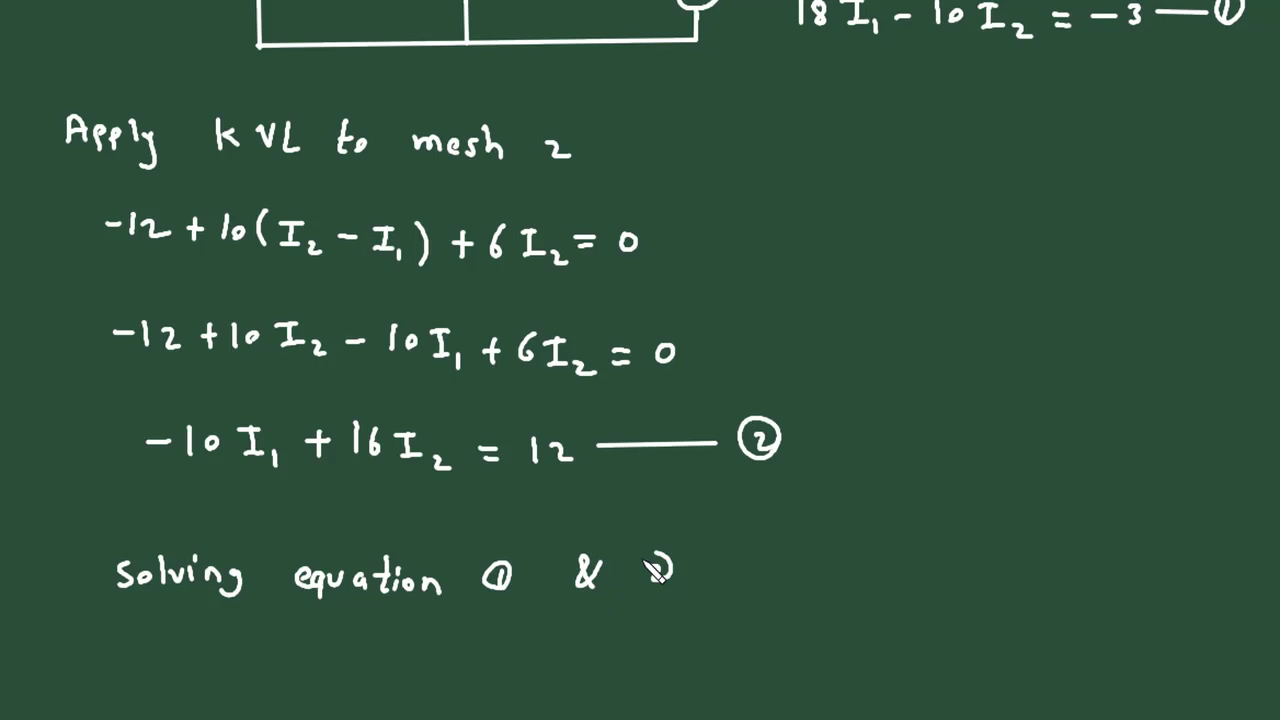 18 I₁ - 10 I₂ = -3 —— ①
Apply KVL to mesh 2
-12 + 10(I₂ - I₁) + 6 I₂ = 0
-12 + 10 I₂ - 10 I₁ + 6 I₂ = 0
-10 I₁ + 16 I₂ = 12 —— ②
Solving equation ① & ②